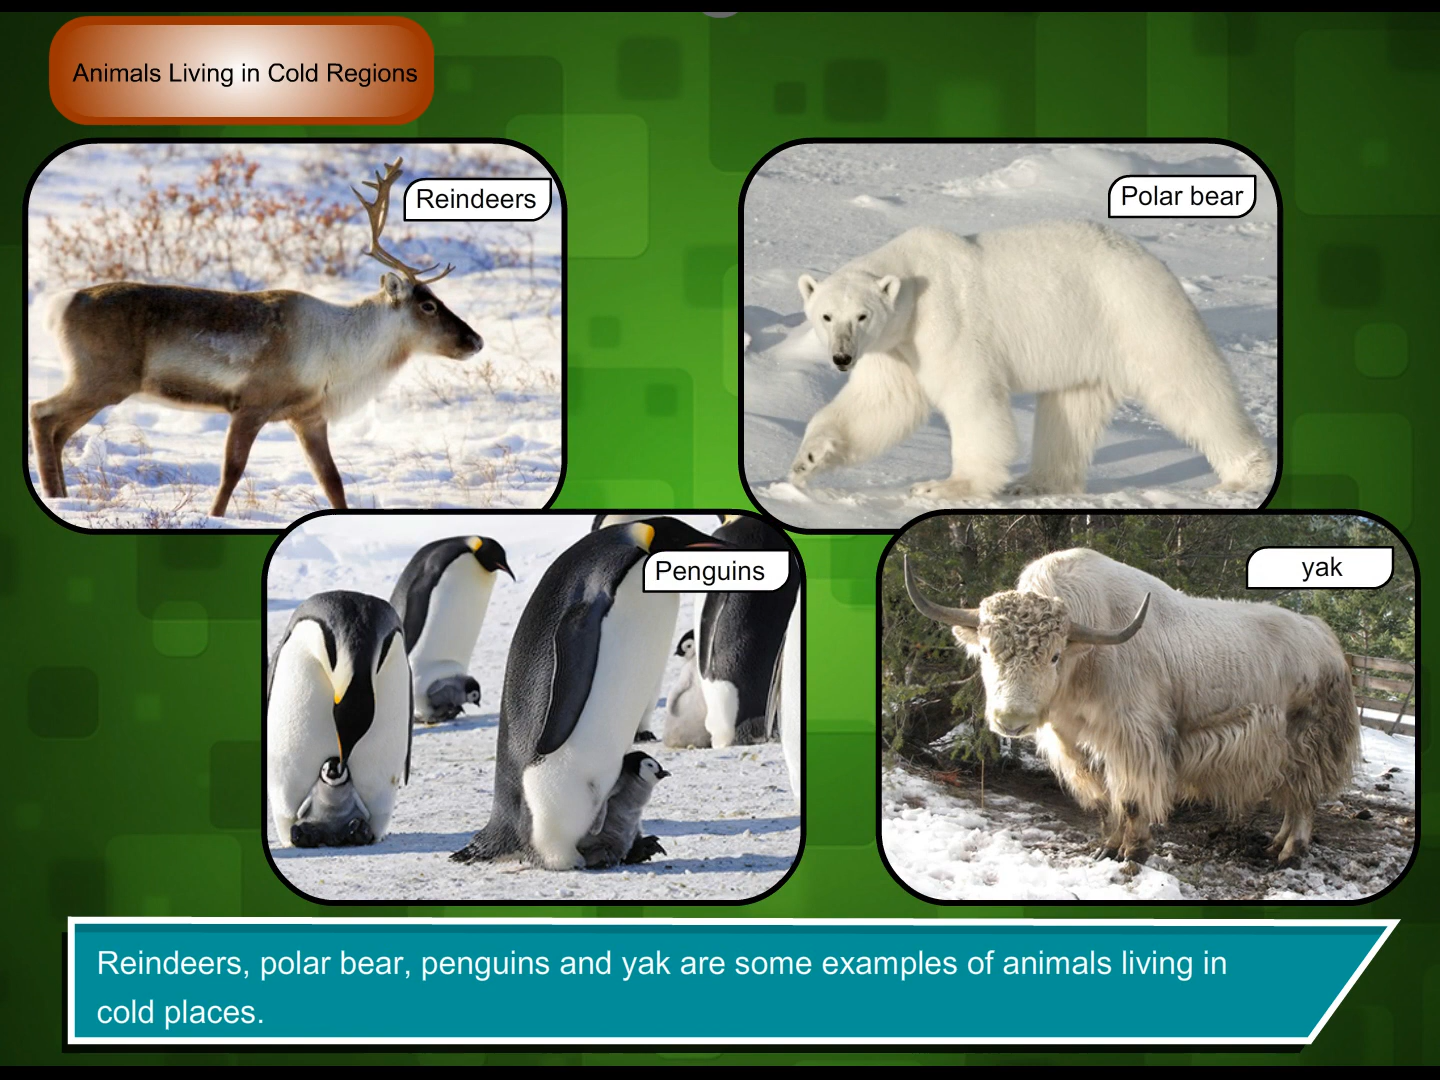 Animals Living in Cold Regions
Reindeers
Polar bear
Penguins
yak
Reindeers, polar bear, penguins and yak are some examples of animals living in
cold places.